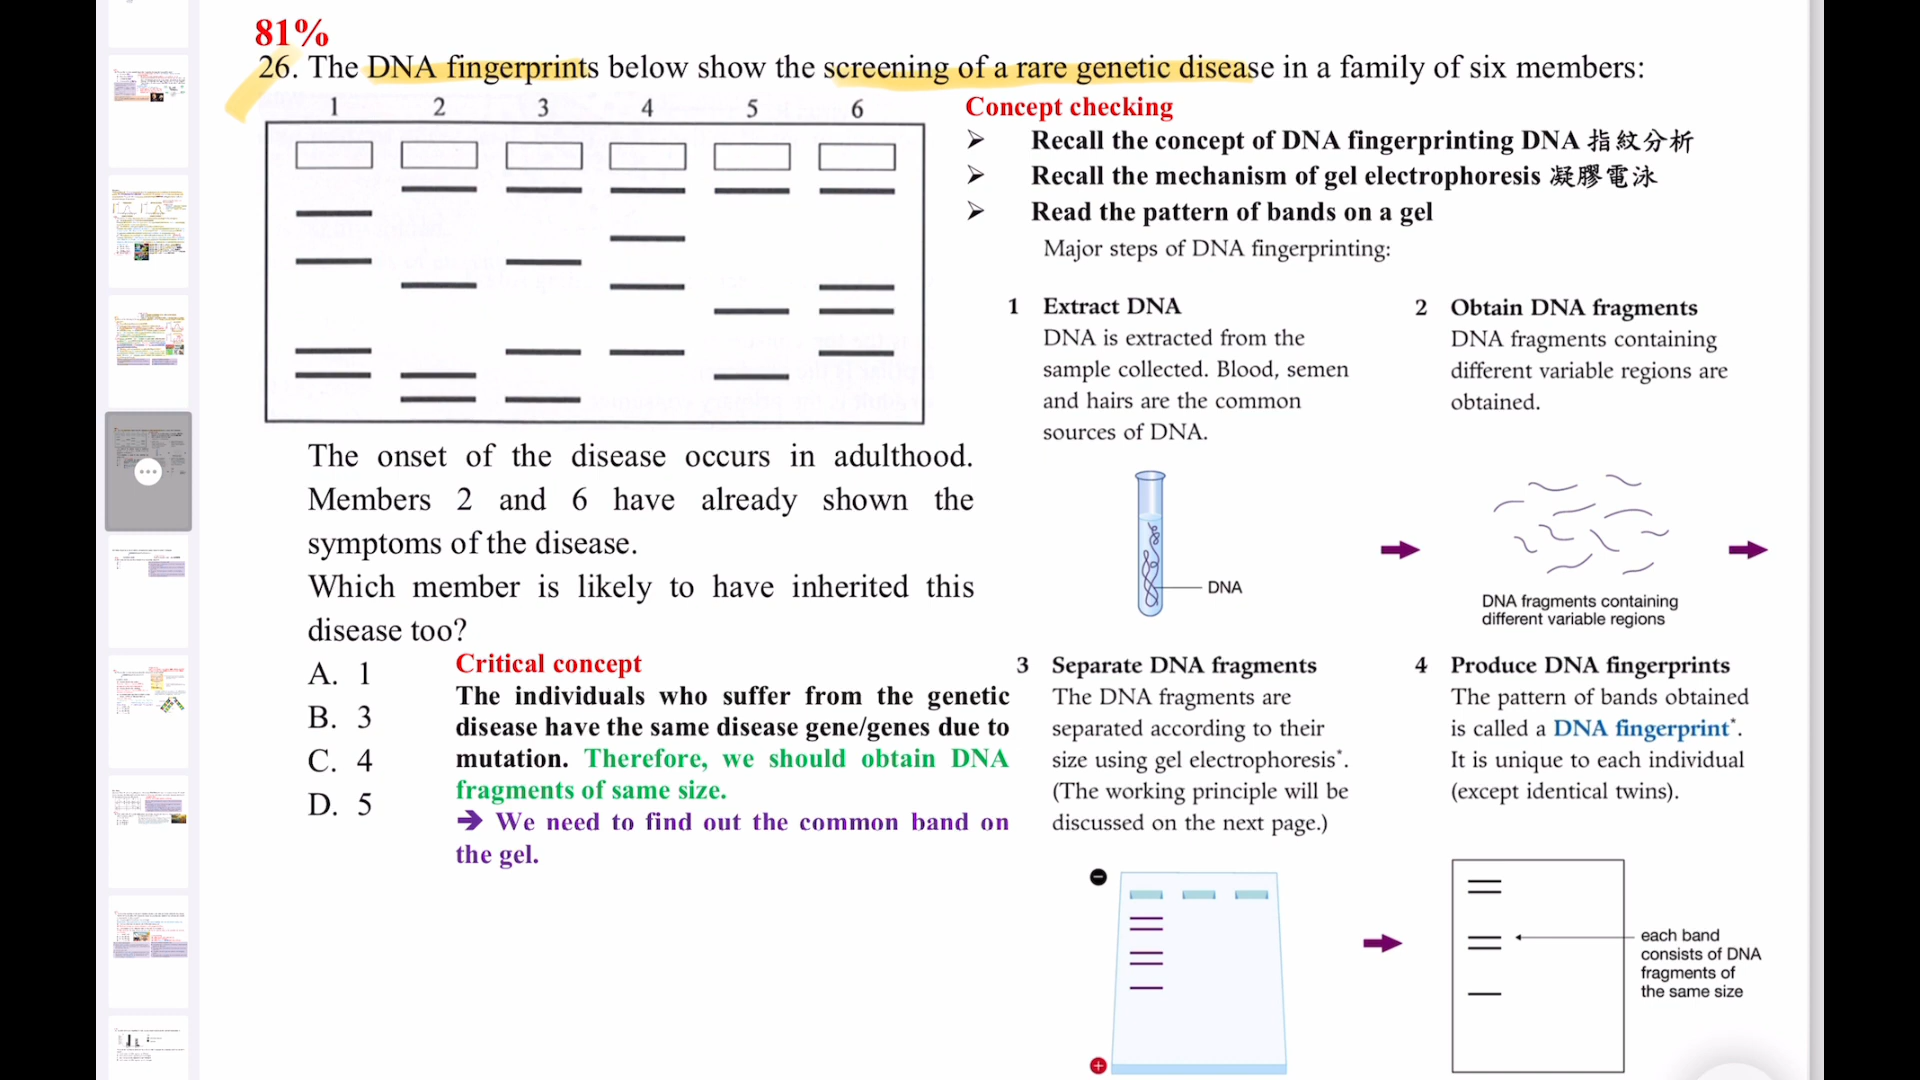 81%
26. The DNA fingerprints below show the screening of a rare genetic disease in a family of six members:
1 2 3 4 5 6
The onset of the disease occurs in adulthood.
Members 2 and 6 have already shown the
symptoms of the disease.
Which member is likely to have inherited this
disease too?
A. 1
B. 3
C. 4
D. 5
Critical concept
The individuals who suffer from the genetic
disease have the same disease gene/genes due to
mutation. Therefore, we should obtain DNA
fragments of same size.
➔ We need to find out the common band on
the gel.
Concept checking
➢ Recall the concept of DNA fingerprinting DNA 指紋分析
➢ Recall the mechanism of gel electrophoresis 凝膠電泳
➢ Read the pattern of bands on a gel
Major steps of DNA fingerprinting:
1 Extract DNA
DNA is extracted from the
sample collected. Blood, semen
and hairs are the common
sources of DNA.
DNA
2 Obtain DNA fragments
DNA fragments containing
different variable regions are
obtained.
DNA fragments containing
different variable regions
3 Separate DNA fragments
The DNA fragments are
separated according to their
size using gel electrophoresis*.
(The working principle will be
discussed on the next page.)
4 Produce DNA fingerprints
The pattern of bands obtained
is called a DNA fingerprint*.
It is unique to each individual
(except identical twins).
each band
consists of DNA
fragments of
the same size